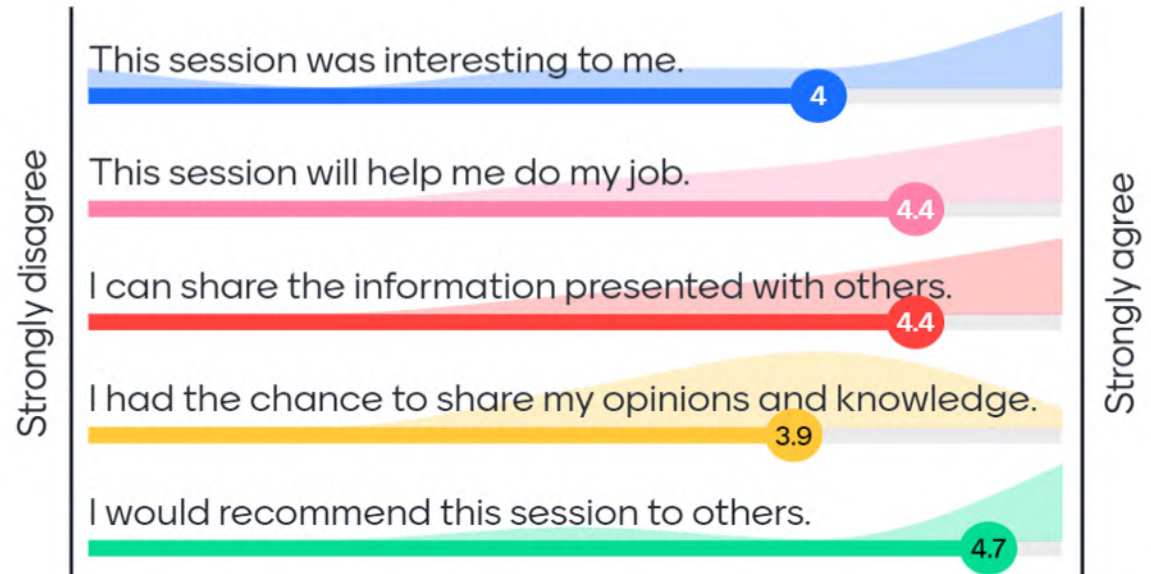 Strongly disagree
This session was interesting to me.
4
This session will help me do my job.
4.4
I can share the information presented with others.
4.4
I had the chance to share my opinions and knowledge.
3.9
I would recommend this session to others.
4.7
Strongly agree